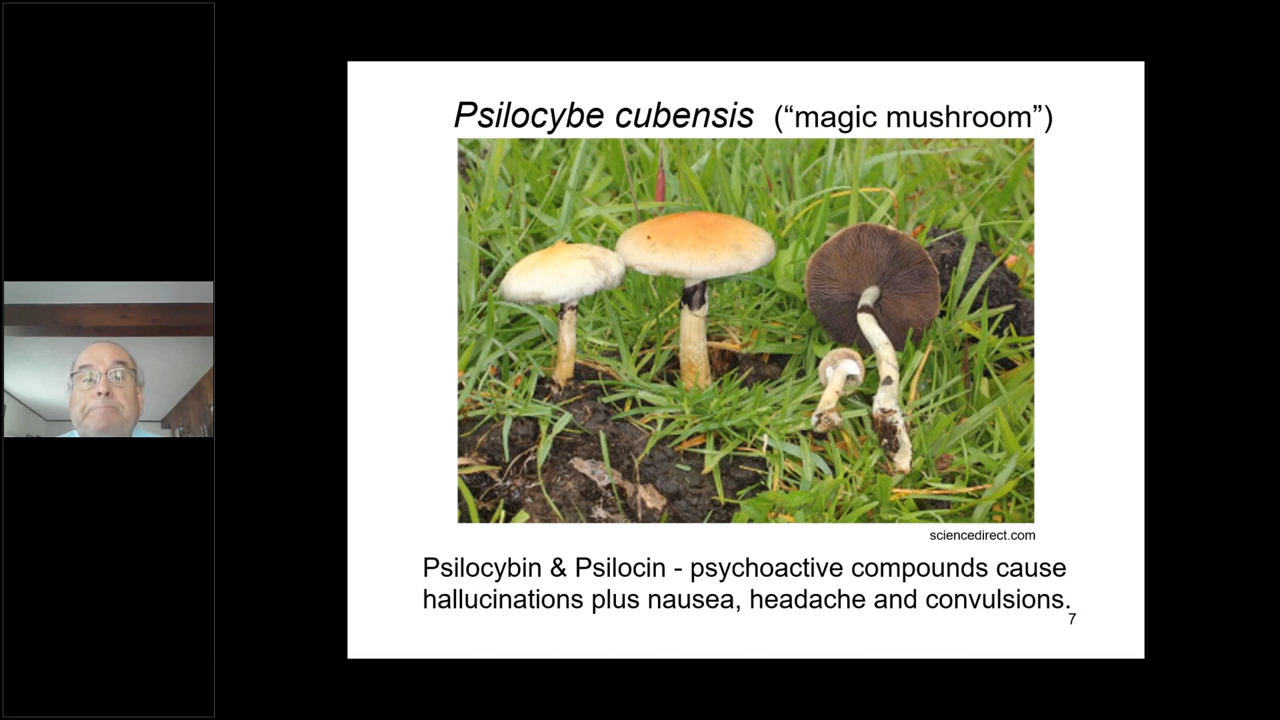 Psilocybe cubensis (“magic mushroom”)
sciencedirect.com
Psilocybin & Psilocin - psychoactive compounds cause
hallucinations plus nausea, headache and convulsions.
7